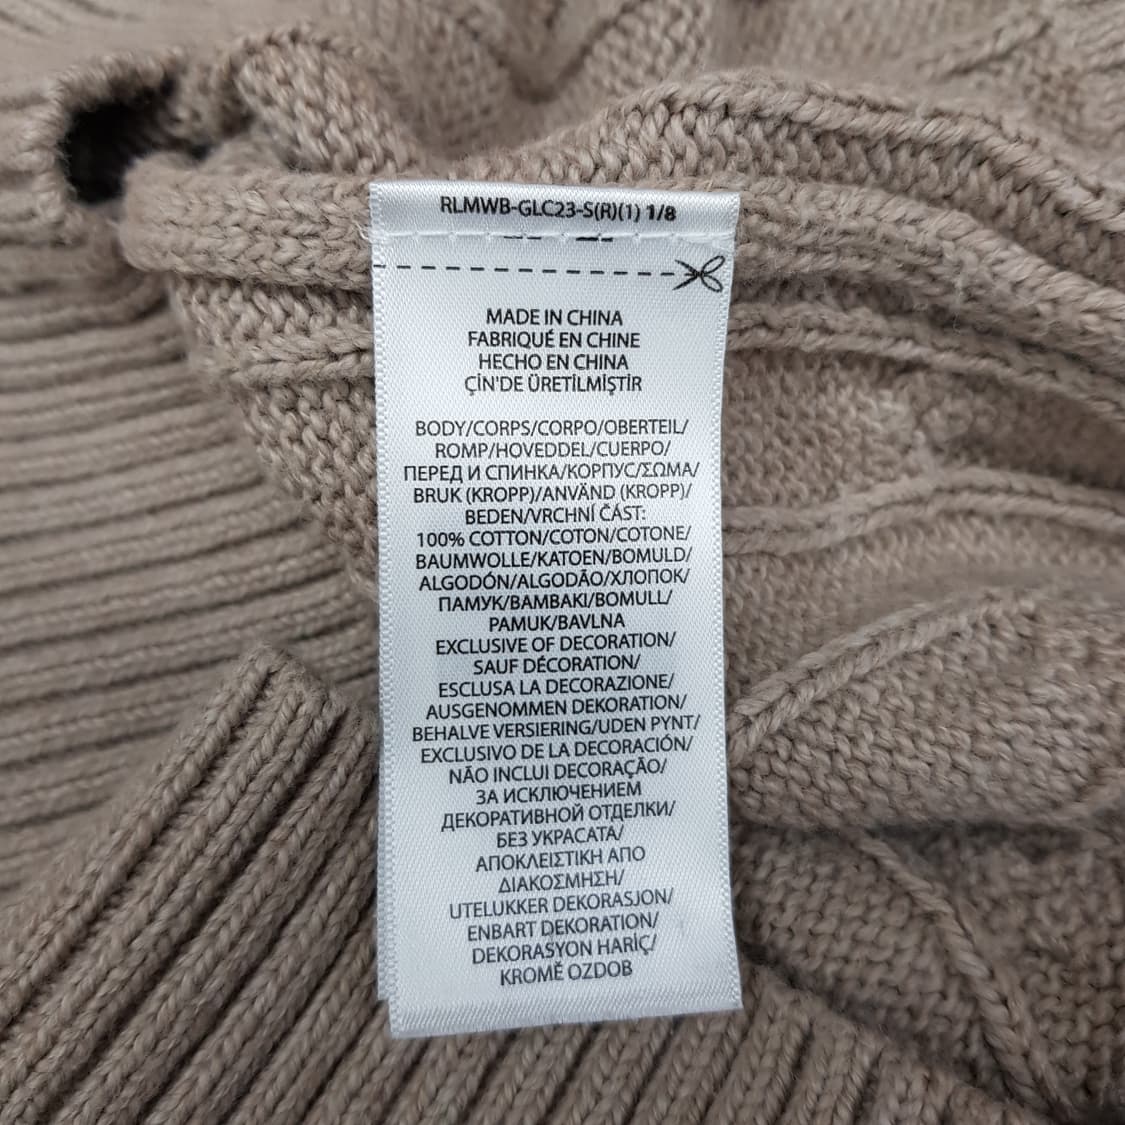 RLMWB-GLC23-S(R)(1) 1/8
MADE IN CHINA
FABRIQUÉ EN CHINE
HECHO EN CHINA
ÇİN'DE ÜRETİLMİŞTİR
BODY/CORPS/CORPO/OBERTEIL/
ROMP/HOVEDDEL/CUERPO/
ПЕРЕД И СПИНКА/КОРПУС/ΣΩΜΑ/
BRUK (KROPP)/ANVÄND (KROPP)/
BEDEN/VRCHNÍ ČÁST:
100% COTTON/COTON/COTONE/
BAUMWOLLE/KATOEN/BOMULD/
ALGODÓN/ALGODÃO/ХЛОПОК/
ПАМУК/ΒΑΜΒΑΚΙ/BOMULL/
PAMUK/BAVLNA
EXCLUSIVE OF DECORATION/
SAUF DÉCORATION/
ESCLUSA LA DECORAZIONE/
AUSGENOMMEN DEKORATION/
BEHALVE VERSIERING/UDEN PYNT/
EXCLUSIVO DE LA DECORACIÓN/
NÃO INCLUI DECORAÇÃO/
ЗА ИСКЛЮЧЕНИЕМ
ДЕКОРАТИВНОЙ ОТДЕЛКИ/
БЕЗ УКРАСАТА/
ΑΠΟΚΛΕΙΣΤΙΚΗ ΑΠΟ
ΔΙΑΚΟΣΜΗΣΗ/
UTELUKKER DEKORASJON/
ENBART DEKORATION/
DEKORASYON HARİÇ/
KROMĚ OZDOB